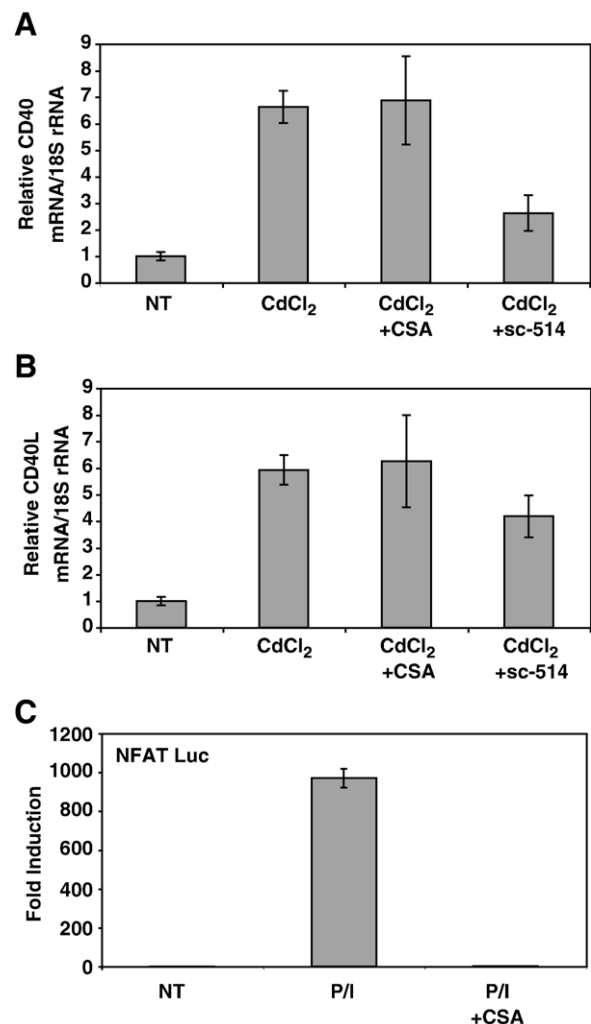 A
Relative CD40
mRNA/18S rRNA
9
8
7
6
5
4
3
2
1
0
NT
CdCl₂
CdCl₂
+CSA
CdCl₂
+sc-514
B
Relative CD40L
mRNA/18S rRNA
9
8
7
6
5
4
3
2
1
0
NT
CdCl₂
CdCl₂
+CSA
CdCl₂
+sc-514
C
Fold Induction
1200
1000
800
600
400
200
0
NFAT Luc
NT
P/I
P/I
+CSA